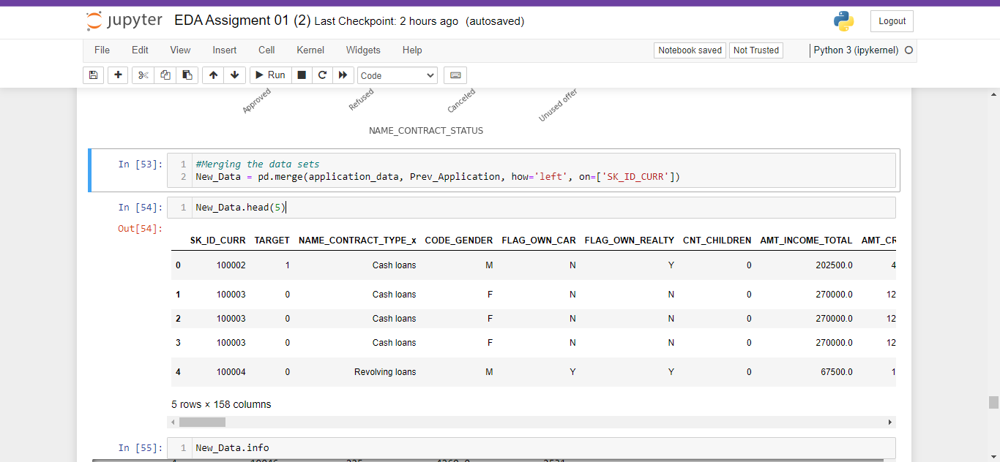 jupyter EDA Assigment 01 (2) Last Checkpoint: 2 hours ago (autosaved) Logout
File Edit View Insert Cell Kernel Widgets Help Notebook saved Not Trusted Python 3 (ipykernel)
Run Code
Approved Refused Canceled Unused offer
NAME_CONTRACT_STATUS
In [53]: 1 #Merging the data sets
2 New_Data = pd.merge(application_data, Prev_Application, how='left', on=['SK_ID_CURR'])
In [54]: 1 New_Data.head(5)
Out[54]:
SK_ID_CURR TARGET NAME_CONTRACT_TYPE_x CODE_GENDER FLAG_OWN_CAR FLAG_OWN_REALTY CNT_CHILDREN AMT_INCOME_TOTAL AMT_CR
0 100002 1 Cash loans M N Y 0 202500.0 4
1 100003 0 Cash loans F N N 0 270000.0 12
2 100003 0 Cash loans F N N 0 270000.0 12
3 100003 0 Cash loans F N N 0 270000.0 12
4 100004 0 Revolving loans M Y Y 0 67500.0 1
5 rows × 158 columns
In [55]: 1 New_Data.info